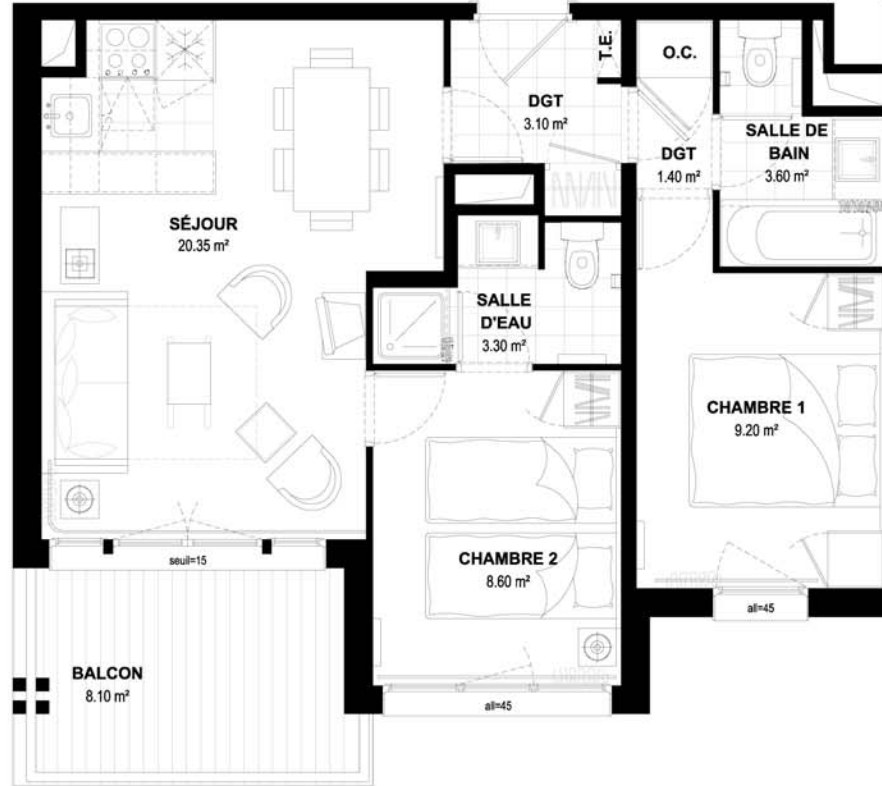 T.E.
O.C.
DGT
3.10 m²
DGT
1.40 m²
SALLE DE
BAIN
3.60 m²
SÉJOUR
20.35 m²
SALLE
D'EAU
3.30 m²
CHAMBRE 1
9.20 m²
CHAMBRE 2
8.60 m²
seuil=15
all=45
BALCON
8.10 m²
all=45